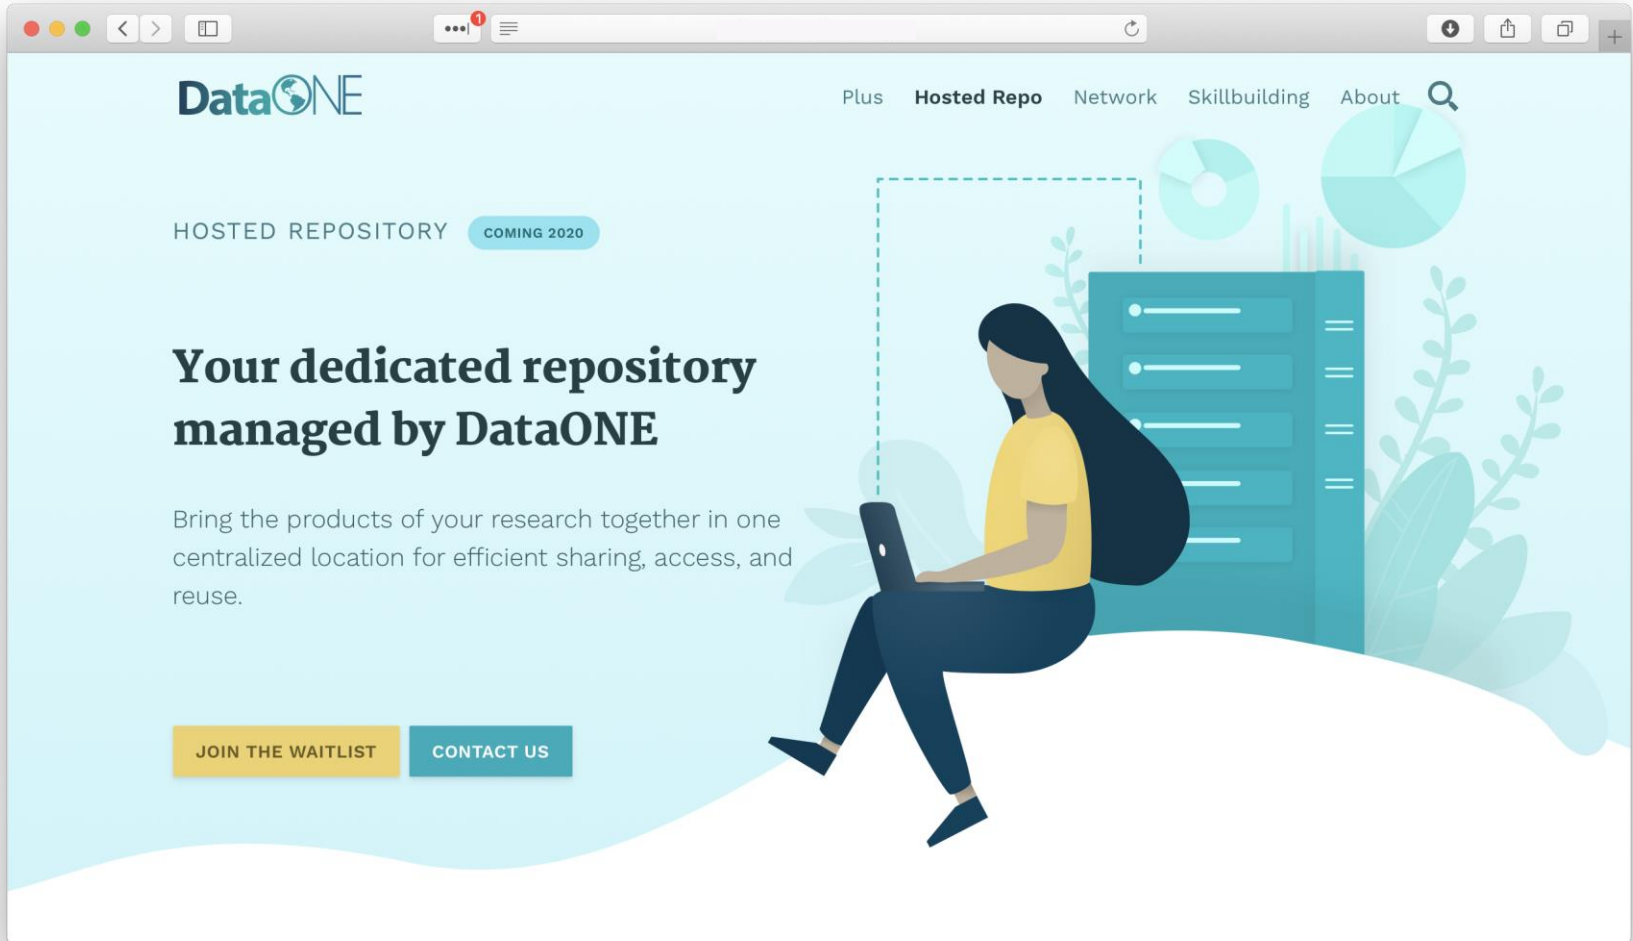 1
DataONE
Plus Hosted Repo Network Skillbuilding About
HOSTED REPOSITORY COMING 2020
Your dedicated repository
managed by DataONE
Bring the products of your research together in one
centralized location for efficient sharing, access, and
reuse.
JOIN THE WAITLIST CONTACT US